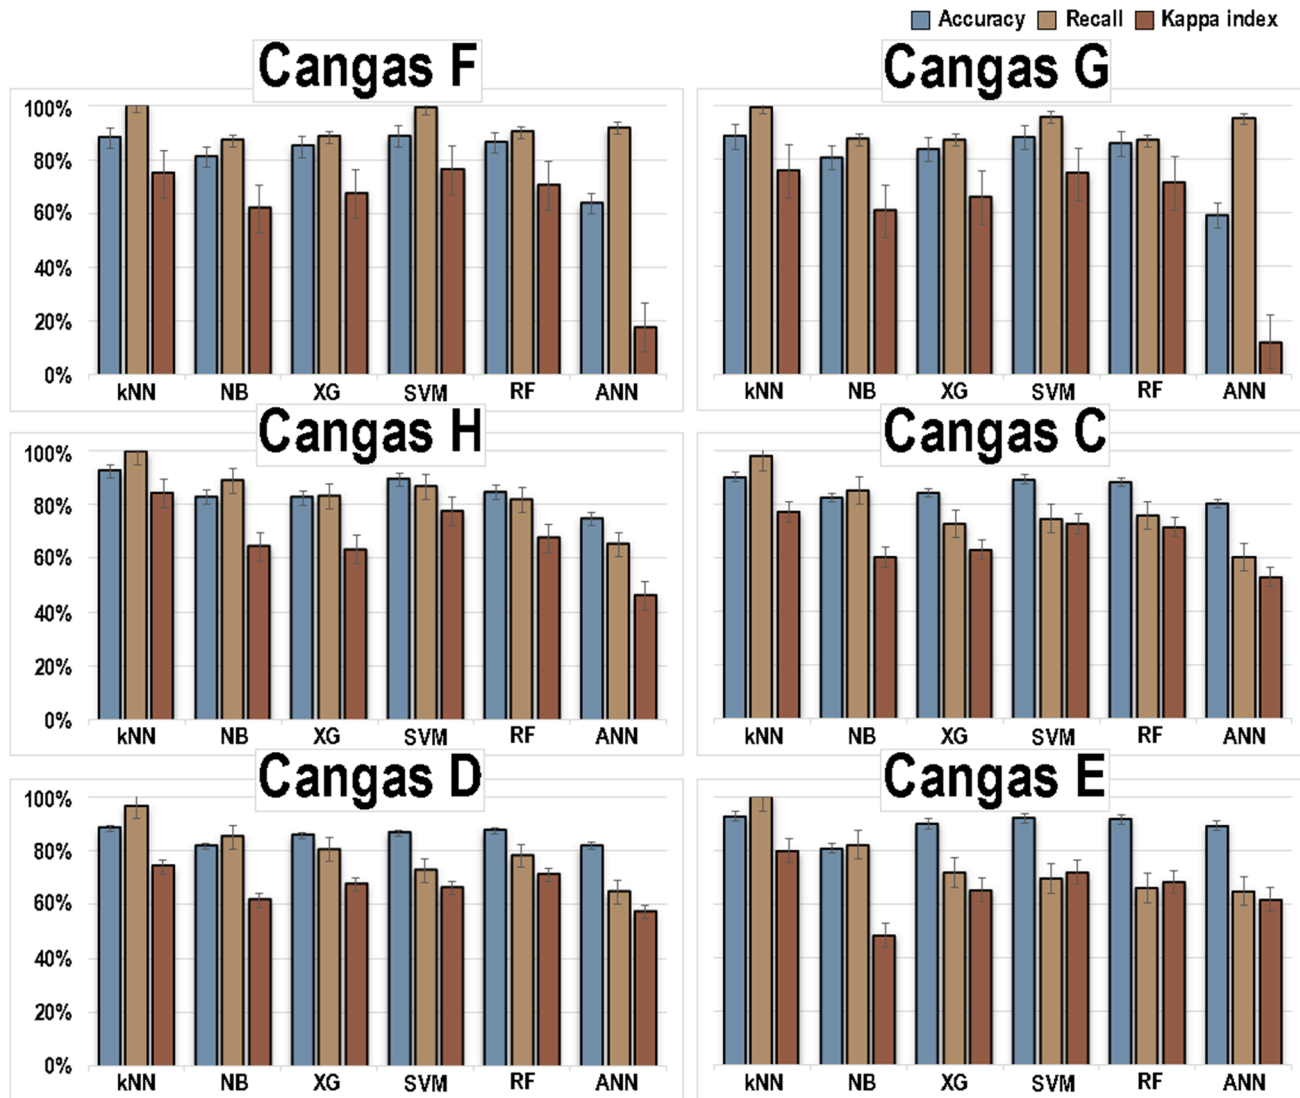 Accuracy Recall Kappa index
Cangas F
100%
80%
60%
40%
20%
0%
kNN NB XG SVM RF ANN
Cangas G
kNN NB XG SVM RF ANN
Cangas H
100%
80%
60%
40%
20%
0%
kNN NB XG SVM RF ANN
Cangas C
kNN NB XG SVM RF ANN
Cangas D
100%
80%
60%
40%
20%
0%
kNN NB XG SVM RF ANN
Cangas E
kNN NB XG SVM RF ANN